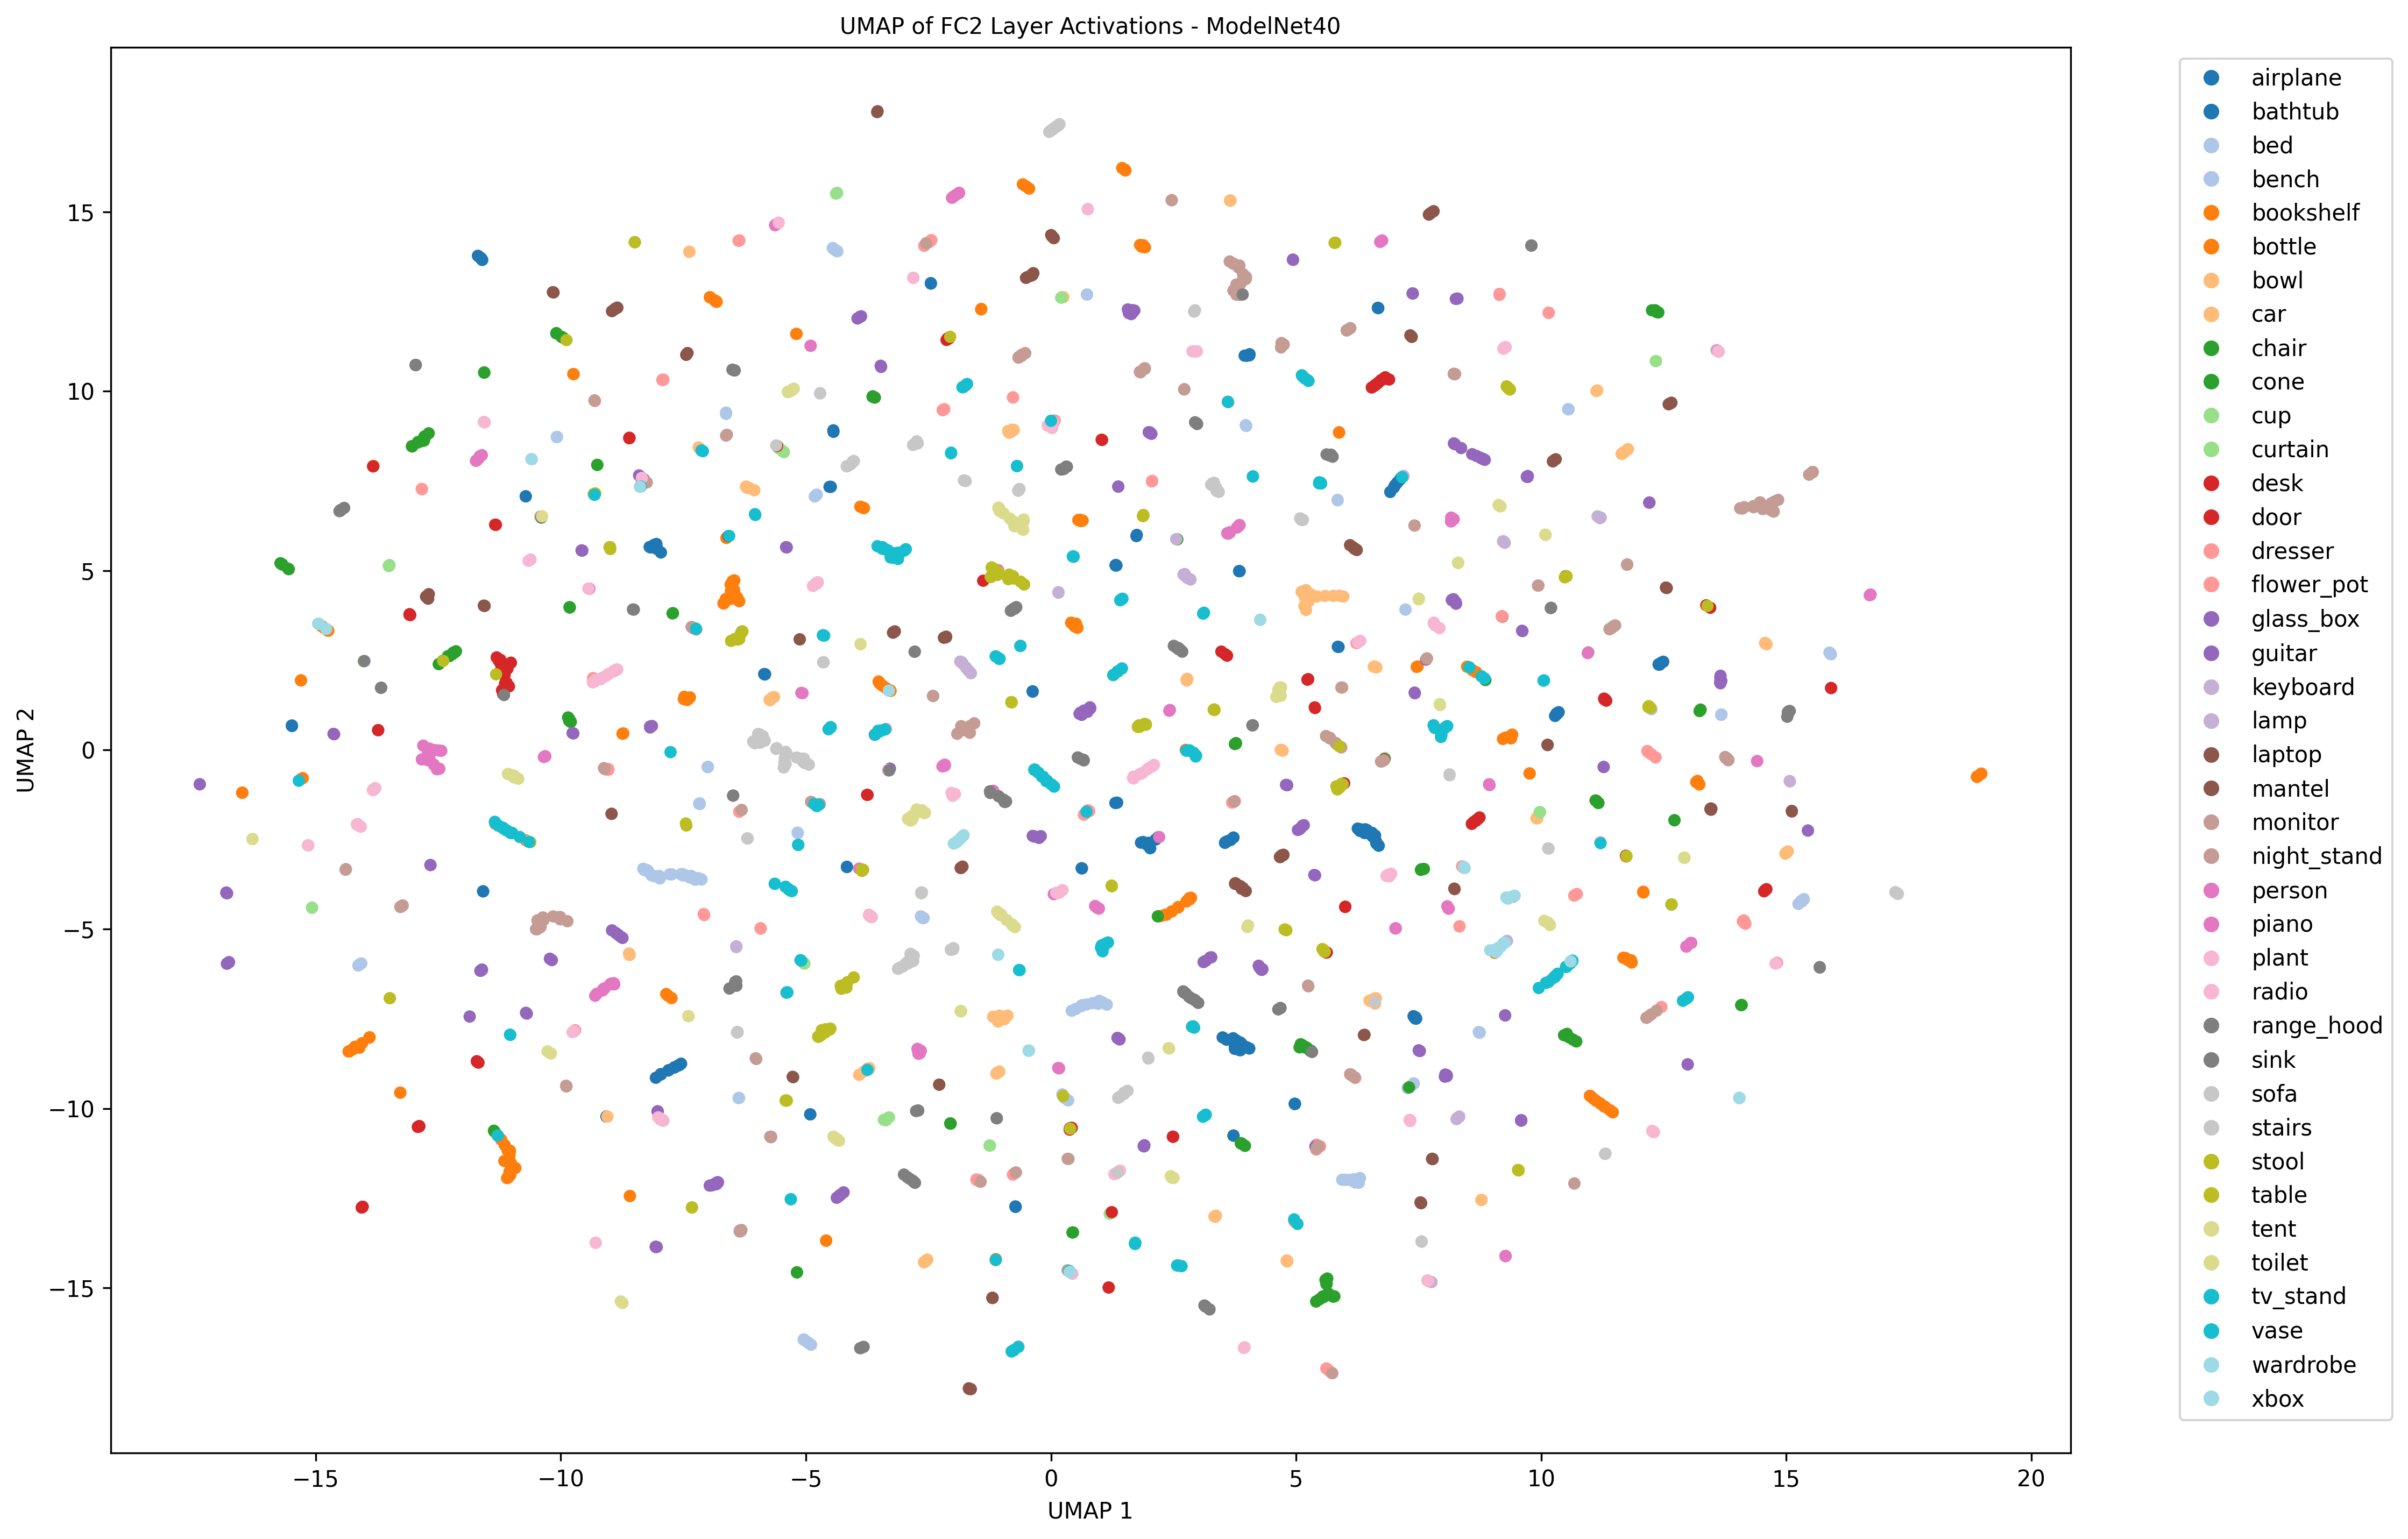 UMAP of FC2 Layer Activations - ModelNet40
UMAP 2
15
10
5
0
−5
−10
−15
−15
−10
−5
0
5
10
15
20
UMAP 1
airplane
bathtub
bed
bench
bookshelf
bottle
bowl
car
chair
cone
cup
curtain
desk
door
dresser
flower_pot
glass_box
guitar
keyboard
lamp
laptop
mantel
monitor
night_stand
person
piano
plant
radio
range_hood
sink
sofa
stairs
stool
table
tent
toilet
tv_stand
vase
wardrobe
xbox